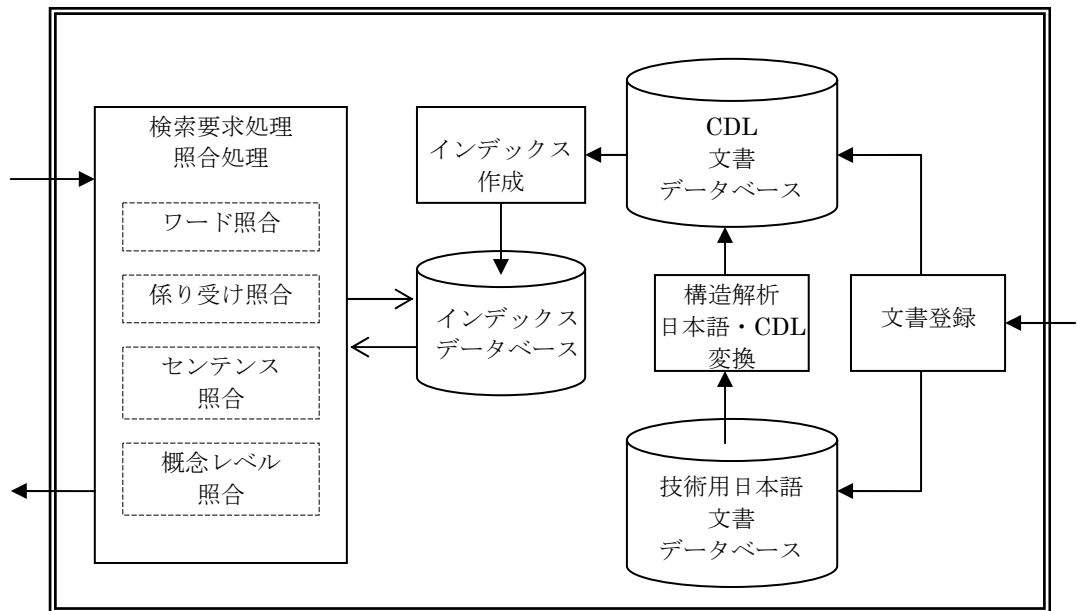 検索要求処理
照合処理
ワード照合
係り受け照合
センテンス
照合
概念レベル
照合
インデックス
作成
インデックス
データベース
CDL
文書
データベース
構造解析
日本語・CDL
変換
技術用日本語
文書
データベース
文書登録